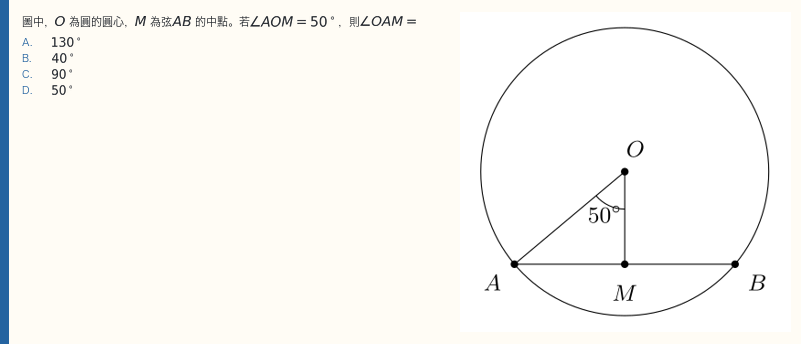 圖中，O 為圓的圓心，M 為弦AB 的中點。若∠AOM = 50°，則∠OAM =
A. 130°
B. 40°
C. 90°
D. 50°
O
50°
A
M
B